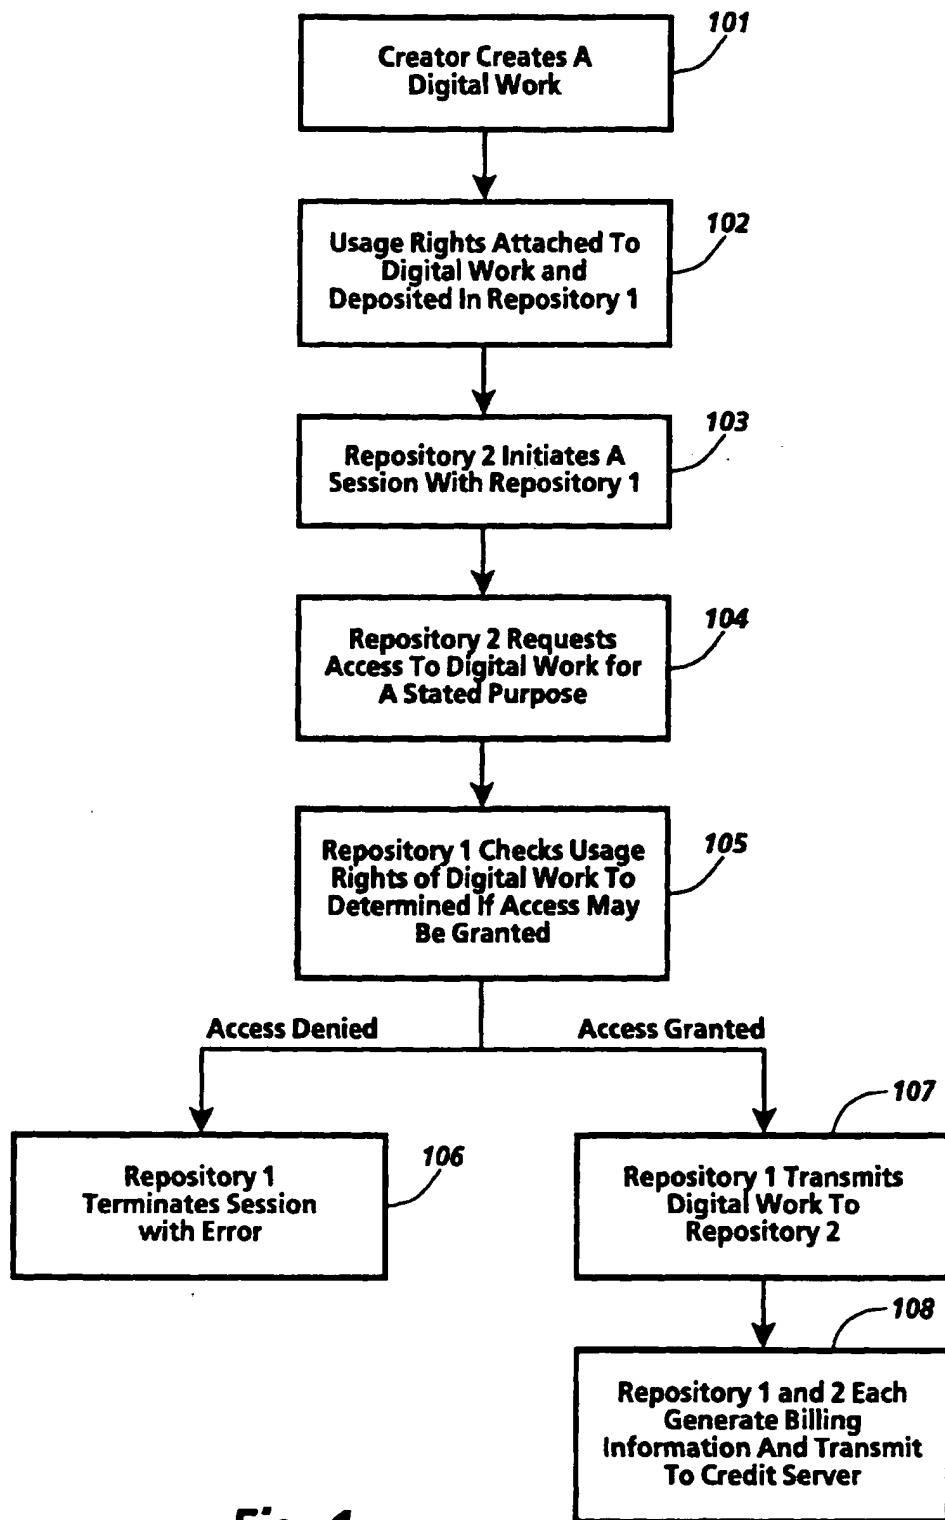 101
Creator Creates A
Digital Work
102
Usage Rights Attached To
Digital Work and
Deposited In Repository 1
103
Repository 2 Initiates A
Session With Repository 1
104
Repository 2 Requests
Access To Digital Work for
A Stated Purpose
105
Repository 1 Checks Usage
Rights of Digital Work To
Determined If Access May
Be Granted
Access Denied
Access Granted
106
Repository 1
Terminates Session
with Error
107
Repository 1 Transmits
Digital Work To
Repository 2
108
Repository 1 and 2 Each
Generate Billing
Information And Transmit
To Credit Server
Fig. 1